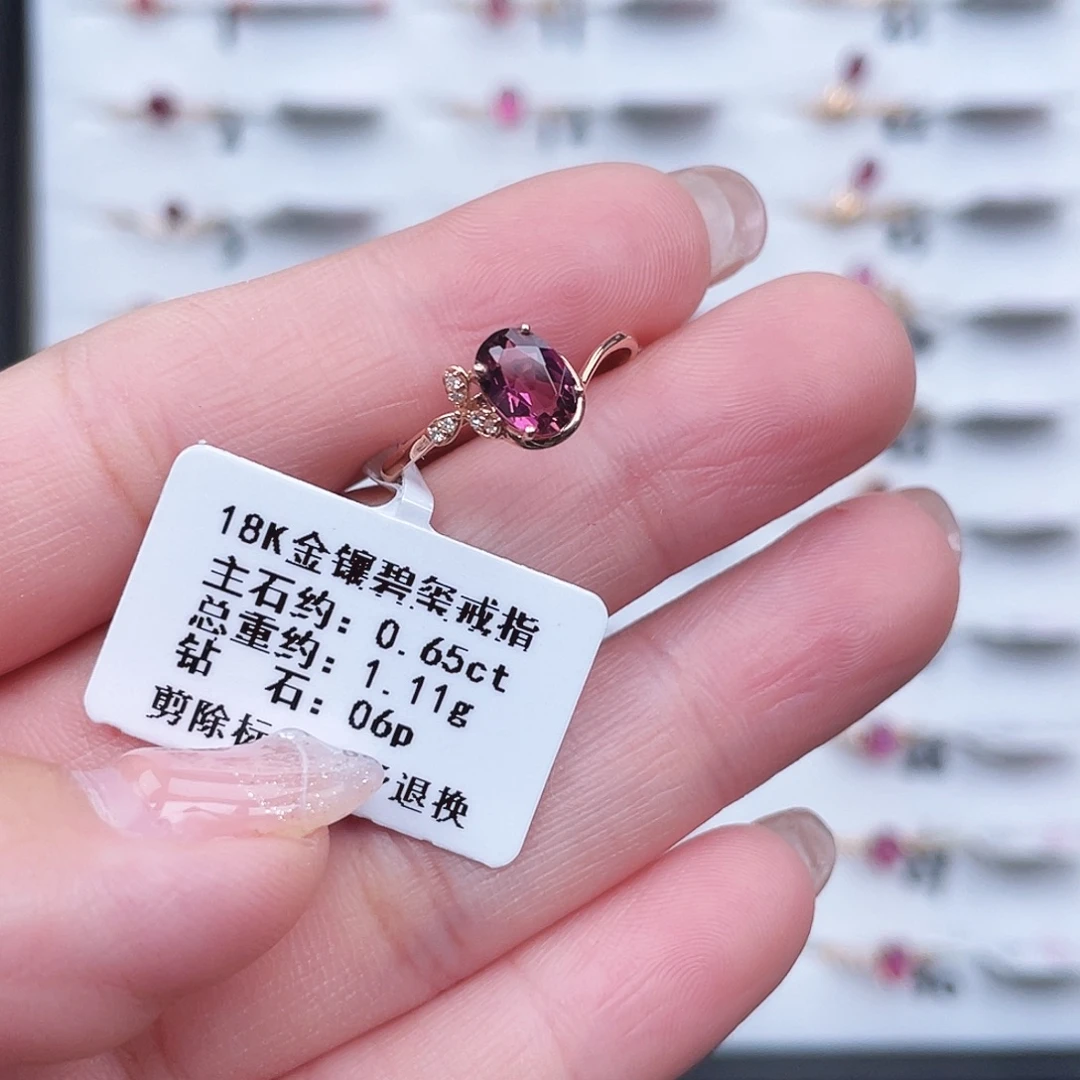 18K金镶碧玺戒指
主石约: 0.65ct
总重约: 1.11g
钻 石: 06p
剪除标 退换